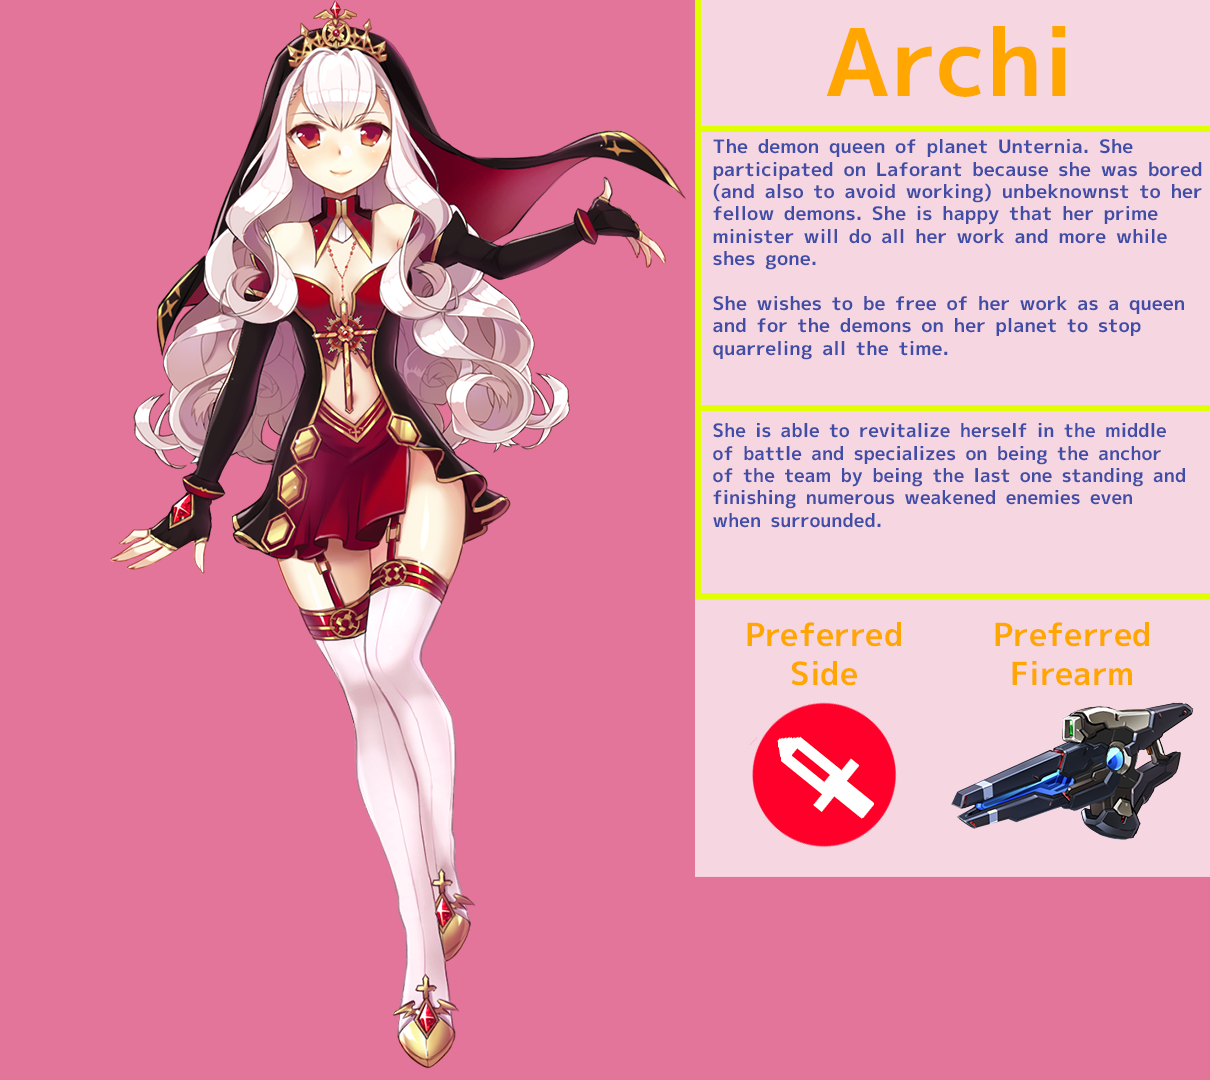 Archi
The demon queen of planet Unternia. She
participated on Laforant because she was bored
(and also to avoid working) unbeknownst to her
fellow demons. She is happy that her prime
minister will do all her work and more while
shes gone.
She wishes to be free of her work as a queen
and for the demons on her planet to stop
quarreling all the time.
She is able to revitalize herself in the middle
of battle and specializes on being the anchor
of the team by being the last one standing and
finishing numerous weakened enemies even
when surrounded.
Preferred
Side
Preferred
Firearm